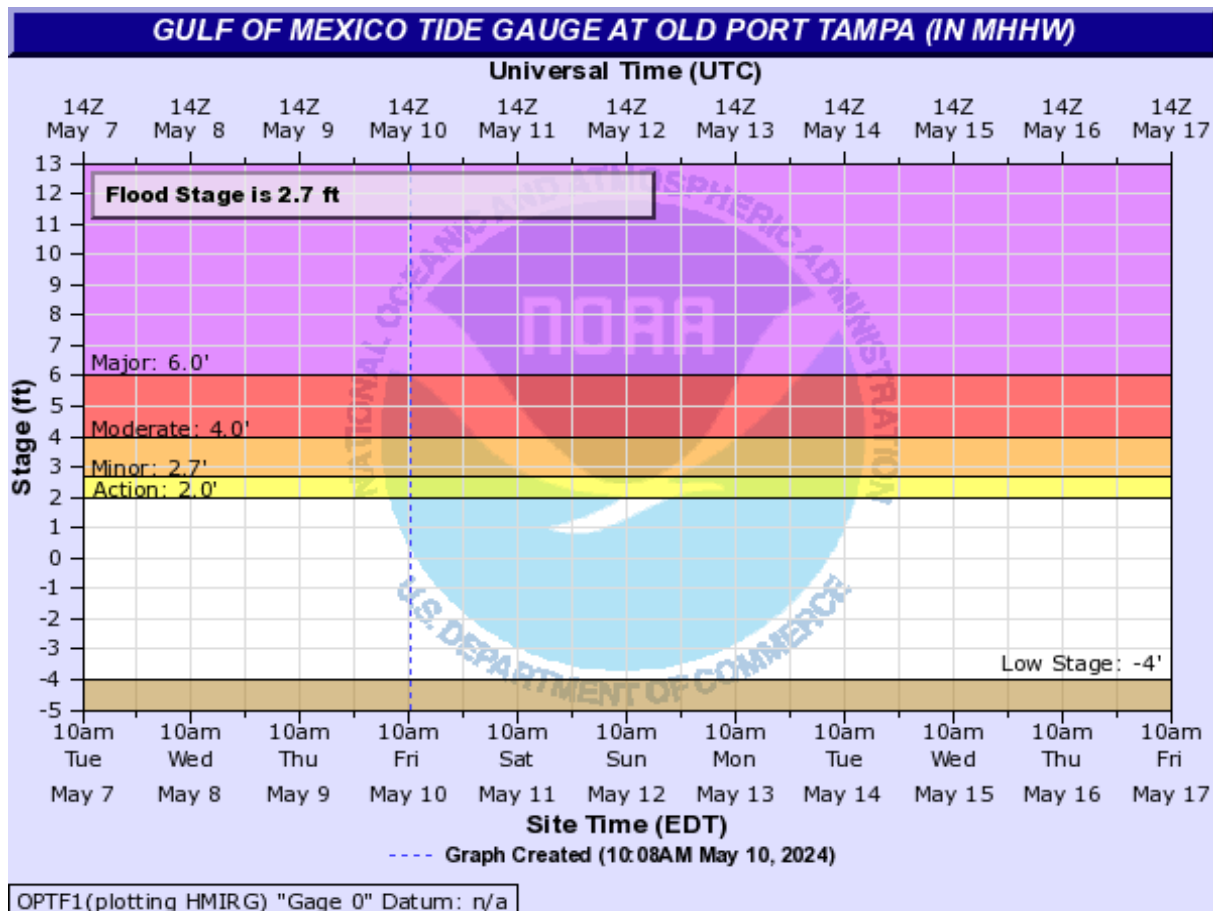 GULF OF MEXICO TIDE GAUGE AT OLD PORT TAMPA (IN MHHW)
Universal Time (UTC)
14Z 14Z 14Z 14Z 14Z 14Z 14Z 14Z 14Z 14Z 14Z
May 7 May 8 May 9 May 10 May 11 May 12 May 13 May 14 May 15 May 16 May 17
Stage (ft)
13
12
11
10
9
8
7
6
5
4
3
2
1
0
-1
-2
-3
-4
-5
Flood Stage is 2.7 ft
NATIONAL OCEANIC AND ATMOSPHERIC ADMINISTRATION
NOAA
U.S. DEPARTMENT OF COMMERCE
Major: 6.0'
Moderate: 4.0'
Minor: 2.7'
Action: 2.0'
Low Stage: -4'
10am 10am 10am 10am 10am 10am 10am 10am 10am 10am 10am
Tue Wed Thu Fri Sat Sun Mon Tue Wed Thu Fri
May 7 May 8 May 9 May 10 May 11 May 12 May 13 May 14 May 15 May 16 May 17
Site Time (EDT)
---- Graph Created (10:08AM May 10, 2024)
OPTF1(plotting HMIRG) "Gage 0" Datum: n/a